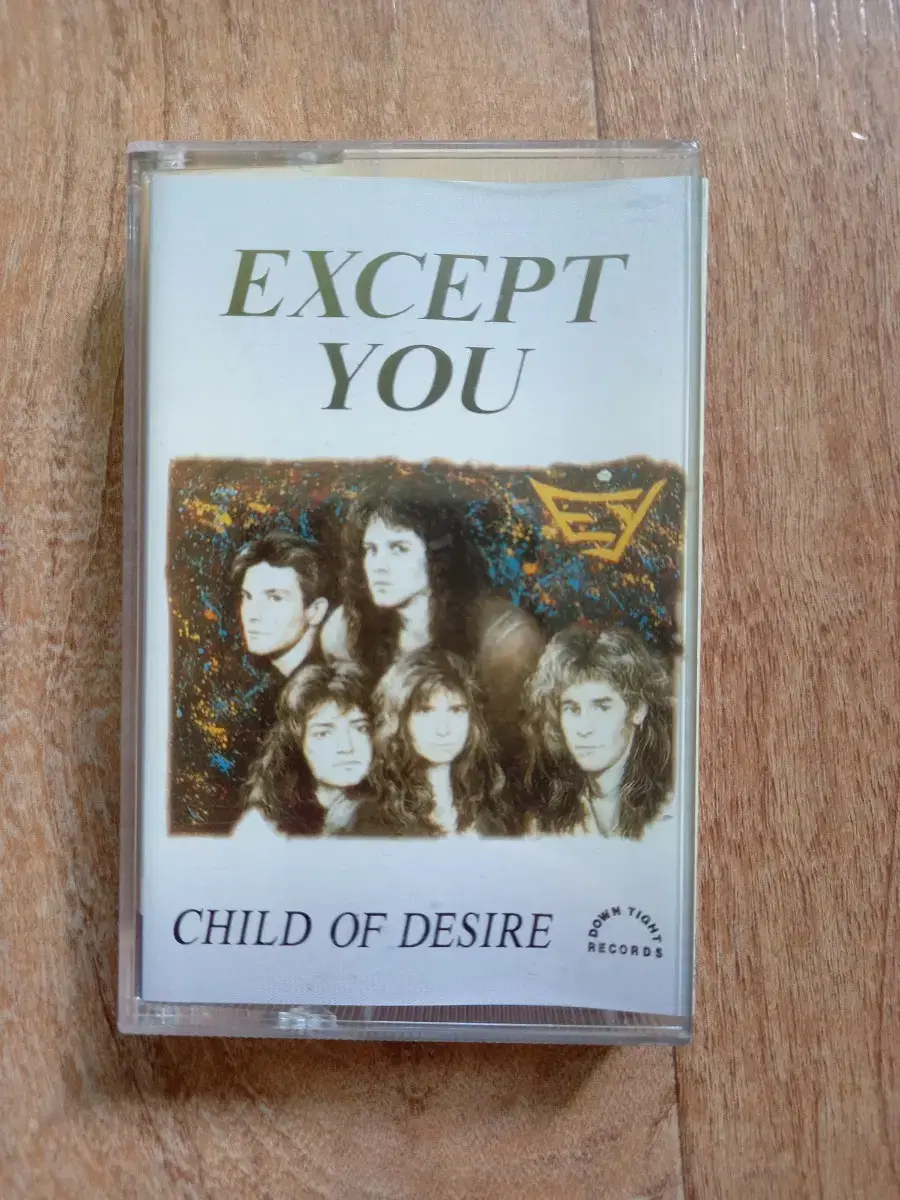 EXCEPT
YOU
EY
CHILD OF DESIRE
DOWN TIGHT
RECORDS